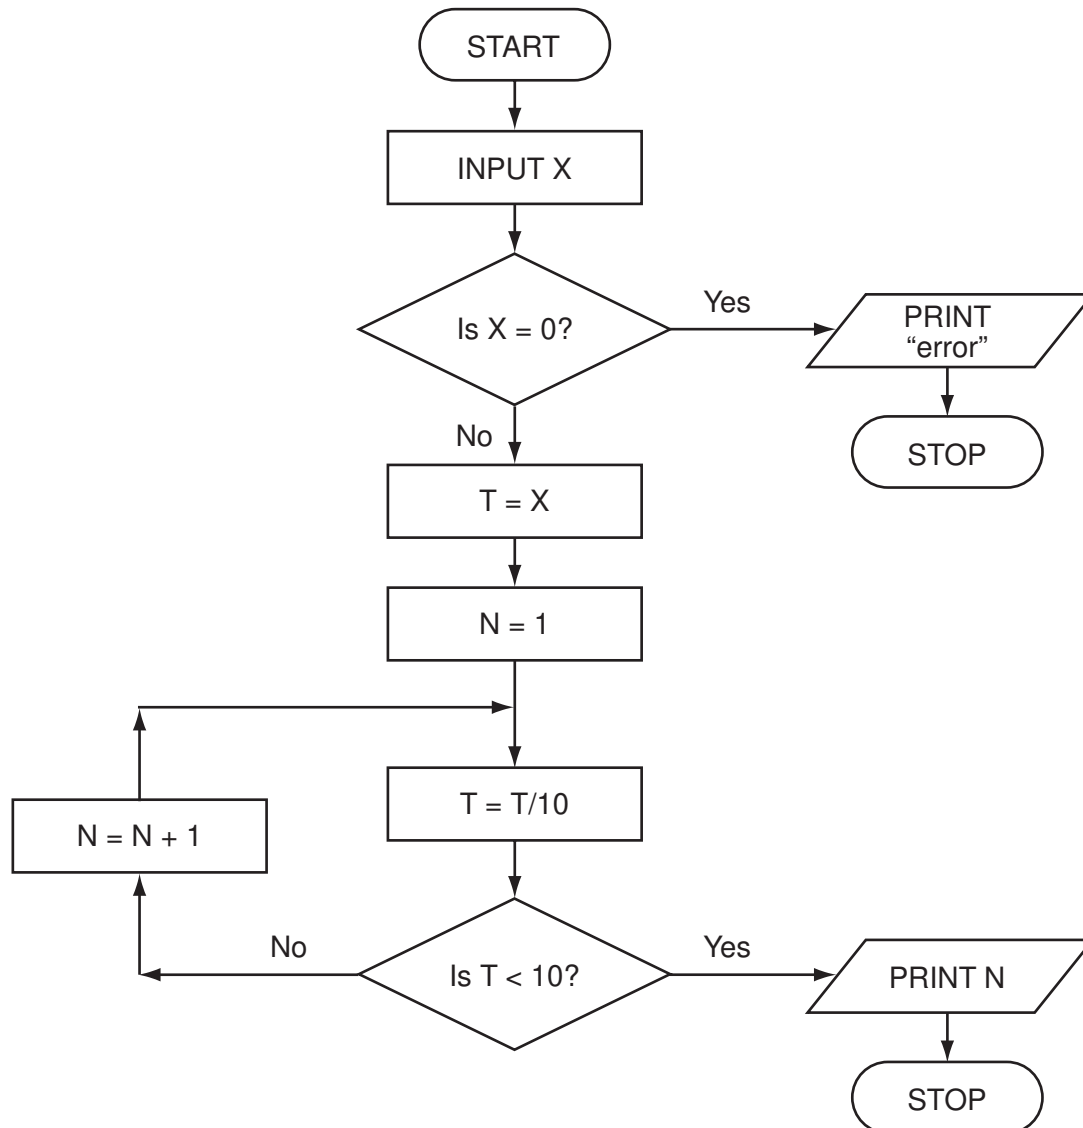 START
INPUT X
Is X = 0?
Yes
PRINT
“error”
STOP
No
T = X
N = 1
T = T/10
N = N + 1
No
Is T < 10?
Yes
PRINT N
STOP